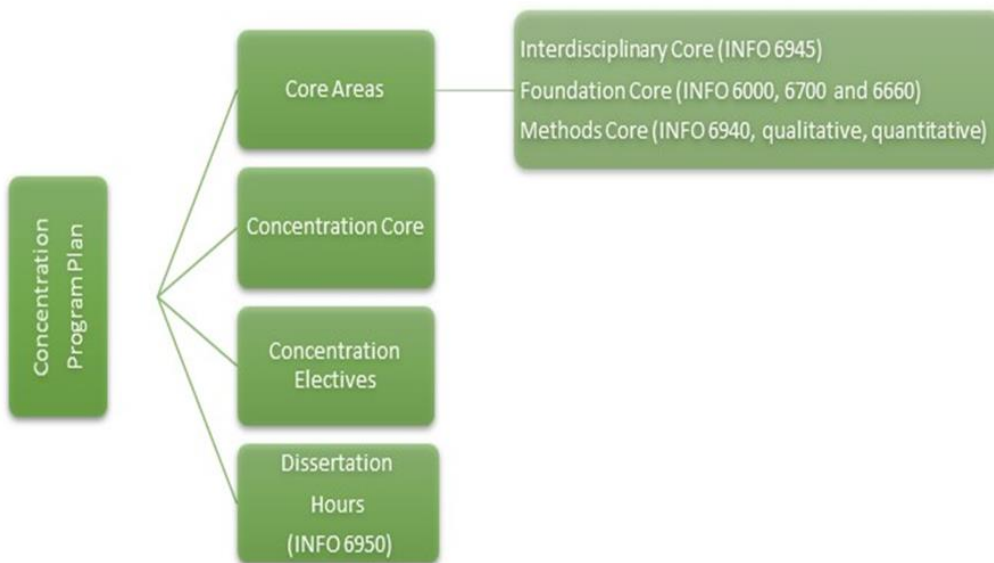 Concentration
Program Plan
Core Areas
Interdisciplinary Core (INFO 6945)
Foundation Core (INFO 6000, 6700 and 6660)
Methods Core (INFO 6940, qualitative, quantitative)
Concentration Core
Concentration
Electives
Dissertation
Hours
(INFO 6950)